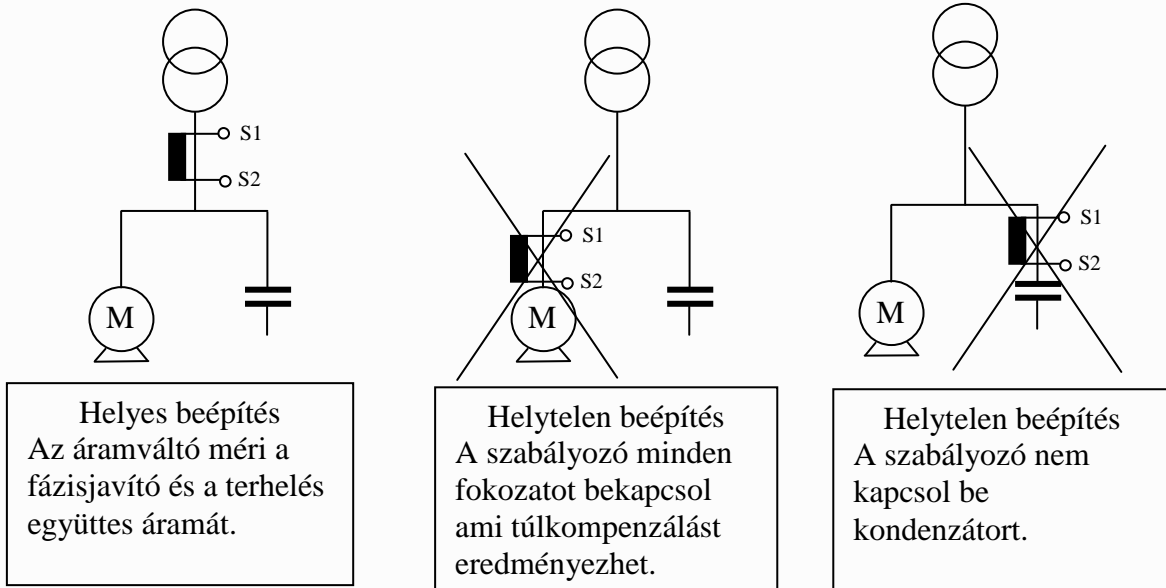 S1
S2
M
Helyes beépítés
Az áramváltó méri a
fázisjavító és a terhelés
együttes áramát.
S1
S2
M
Helytelen beépítés
A szabályozó minden
fokozatot bekapcsol
ami túlkompenzálást
eredményezhet.
S1
S2
M
Helytelen beépítés
A szabályozó nem
kapcsol be
kondenzátort.